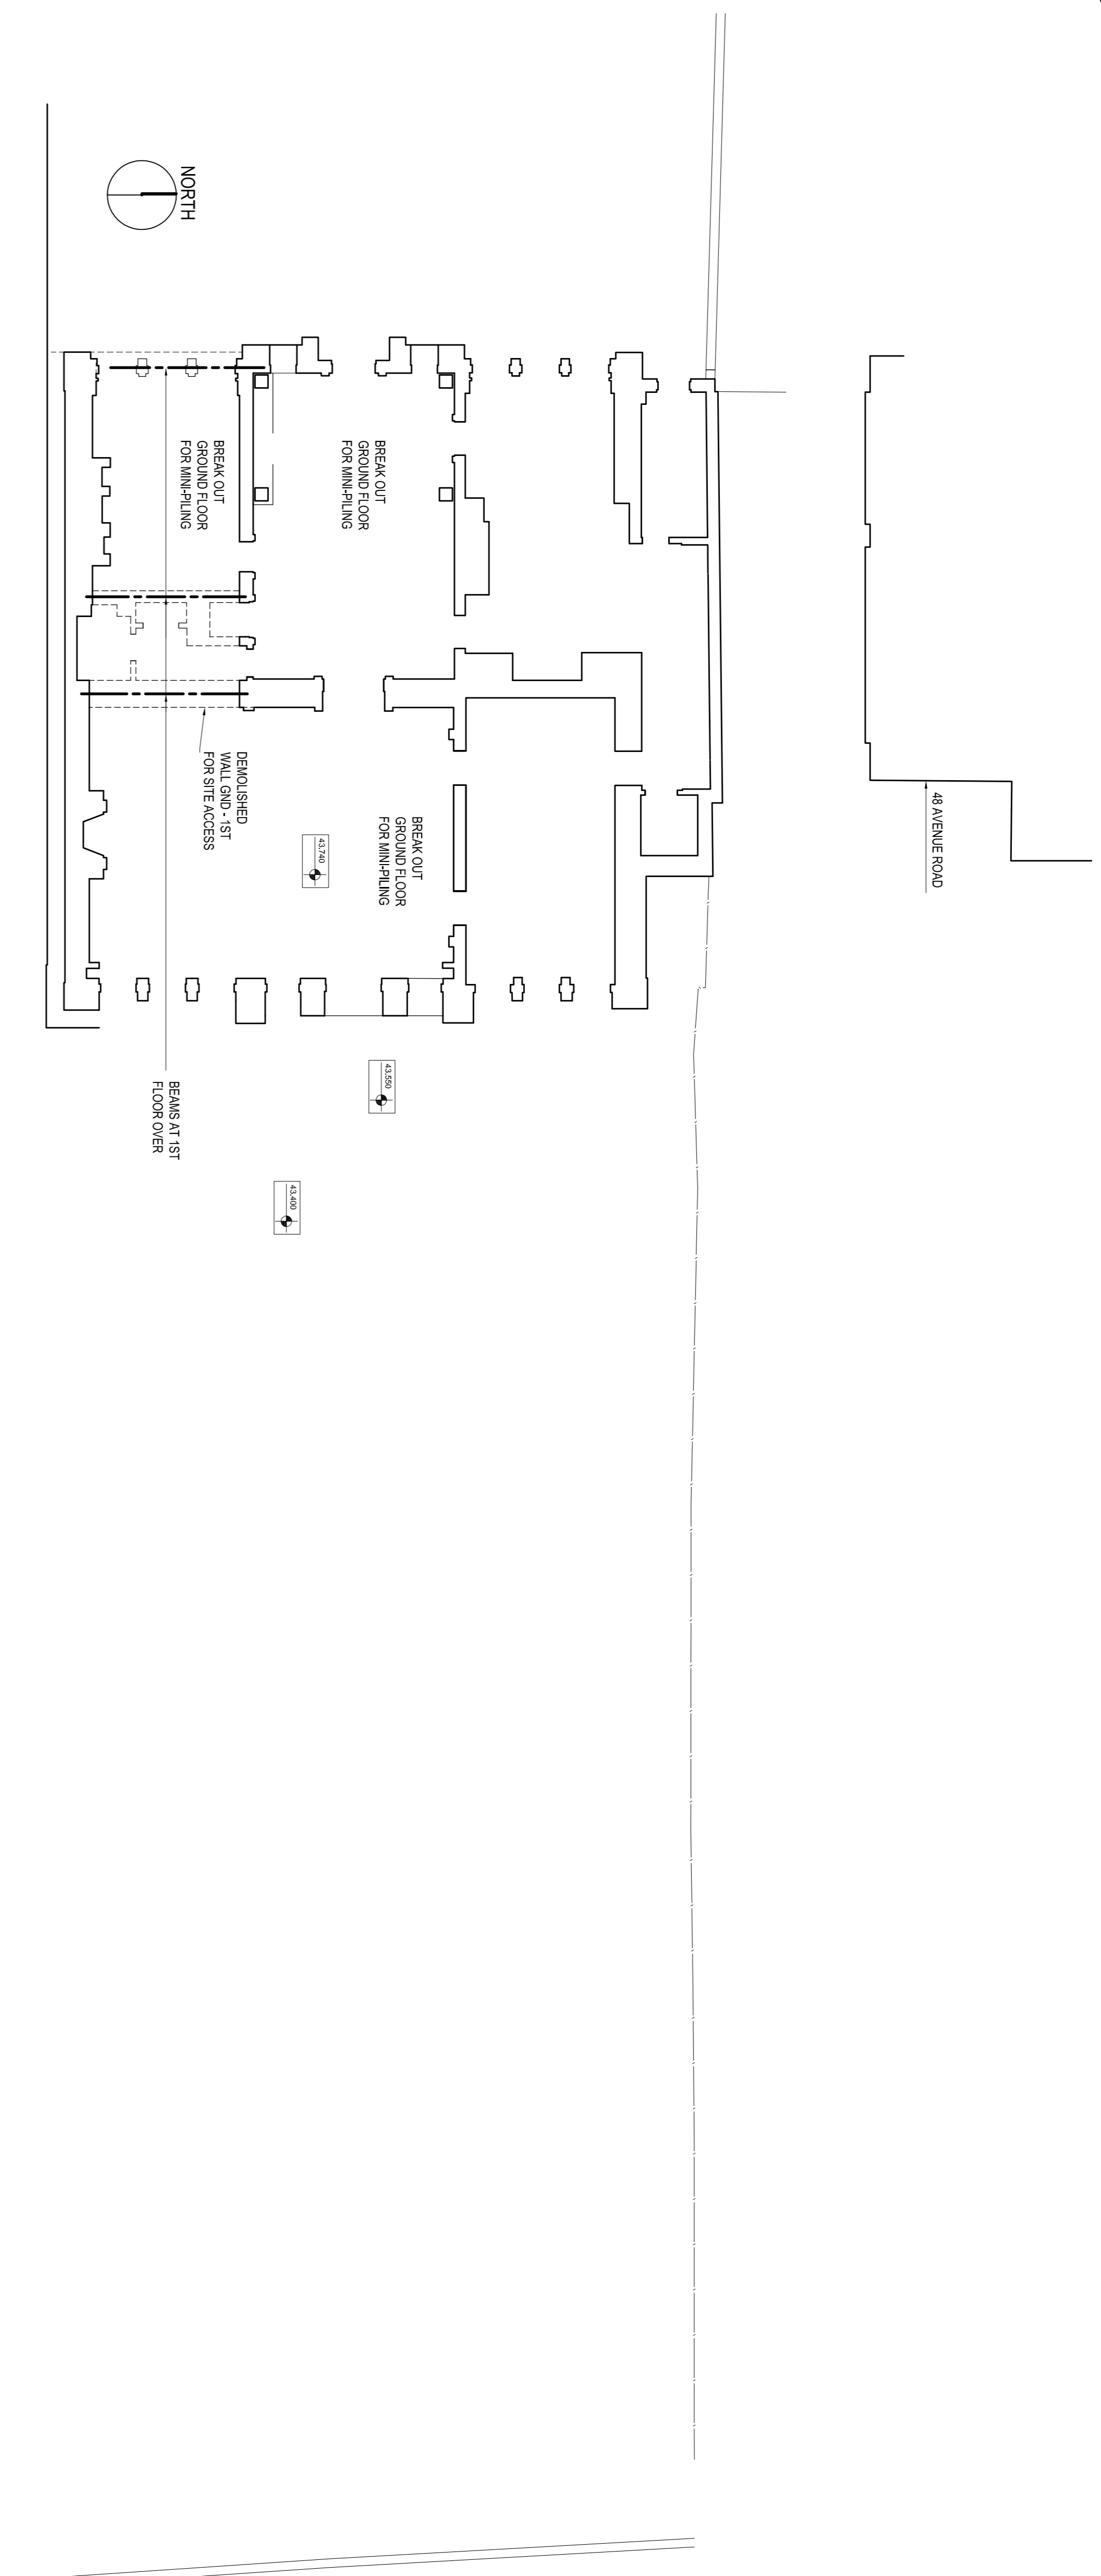 NORTH
BREAK OUT
GROUND FLOOR
FOR MINI-PILING
BREAK OUT
GROUND FLOOR
FOR MINI-PILING
DEMOLISHED
WALL GND - 1ST
FOR SITE ACCESS
48 AVENUE ROAD
BREAK OUT
GROUND FLOOR
FOR MINI-PILING
43.740
43.550
BEAMS AT 1ST
FLOOR OVER
43.400